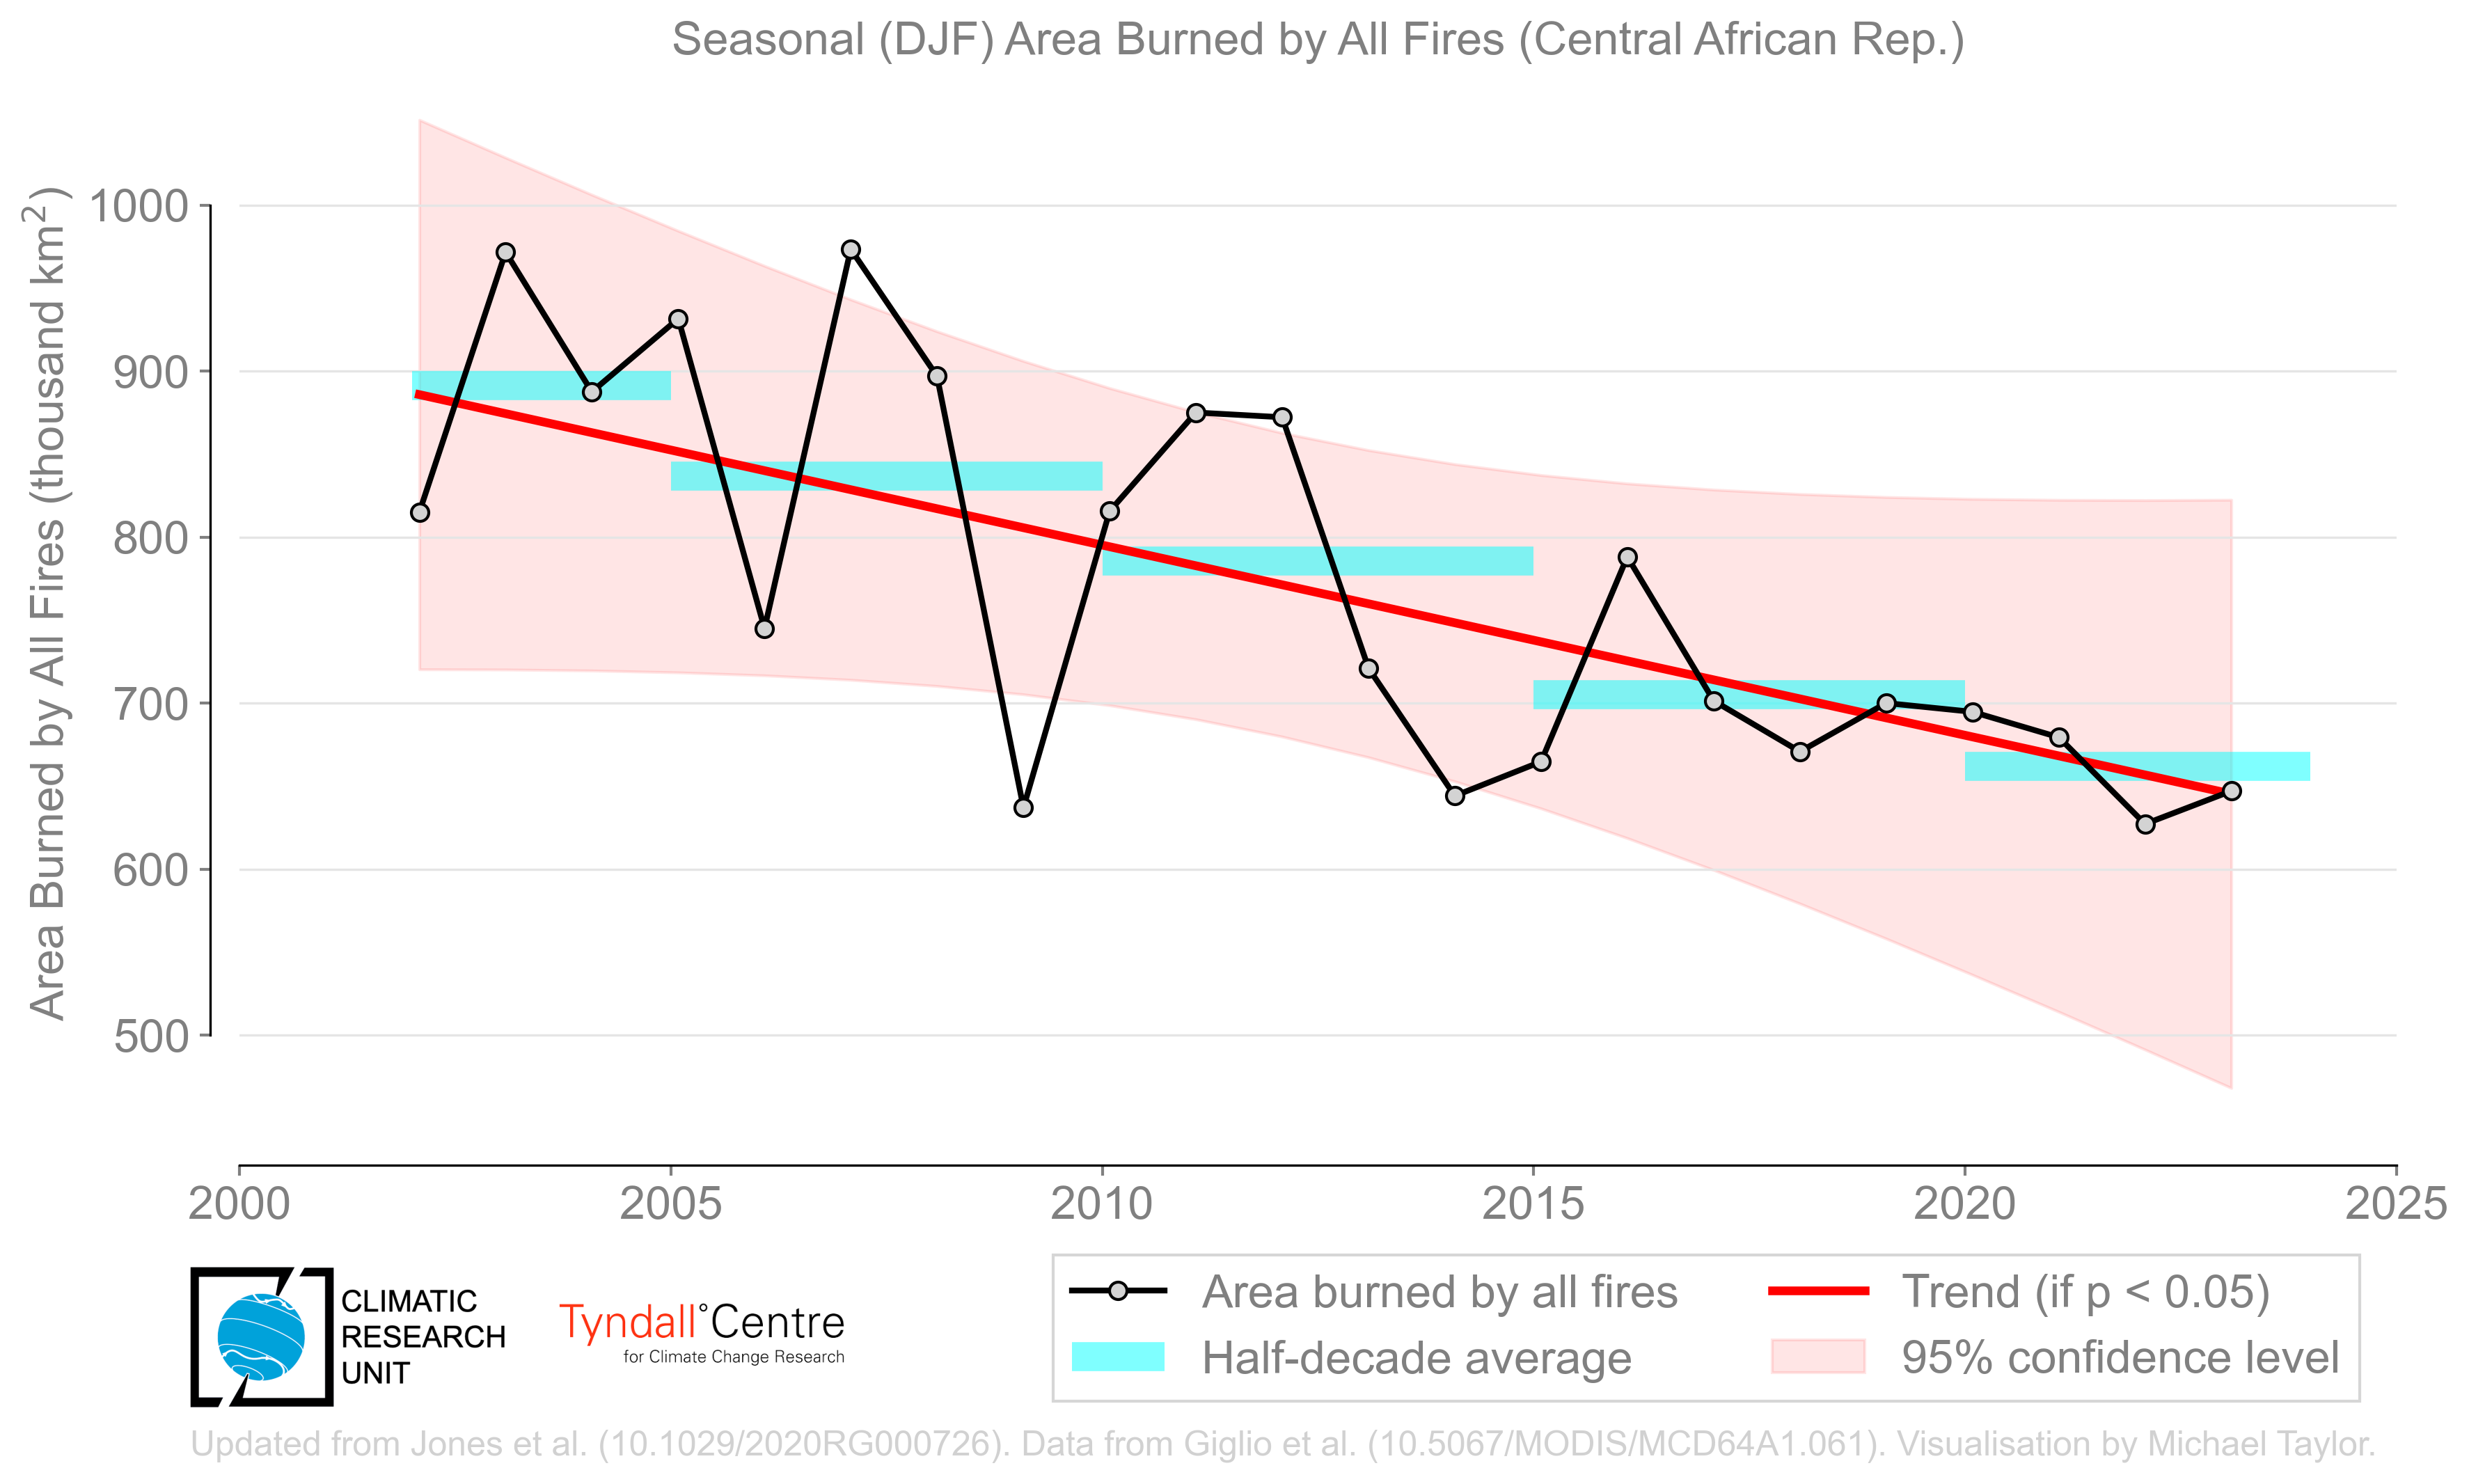 Seasonal (DJF) Area Burned by All Fires (Central African Rep.)
Area Burned by All Fires (thousand km²)
1000
900
800
700
600
500
2000 2005 2010 2015 2020 2025
CLIMATIC
RESEARCH
UNIT
Tyndall°Centre
for Climate Change Research
Area burned by all fires
Half-decade average
Trend (if p < 0.05)
95% confidence level
Updated from Jones et al. (10.1029/2020RG000726). Data from Giglio et al. (10.5067/MODIS/MCD64A1.061). Visualisation by Michael Taylor.